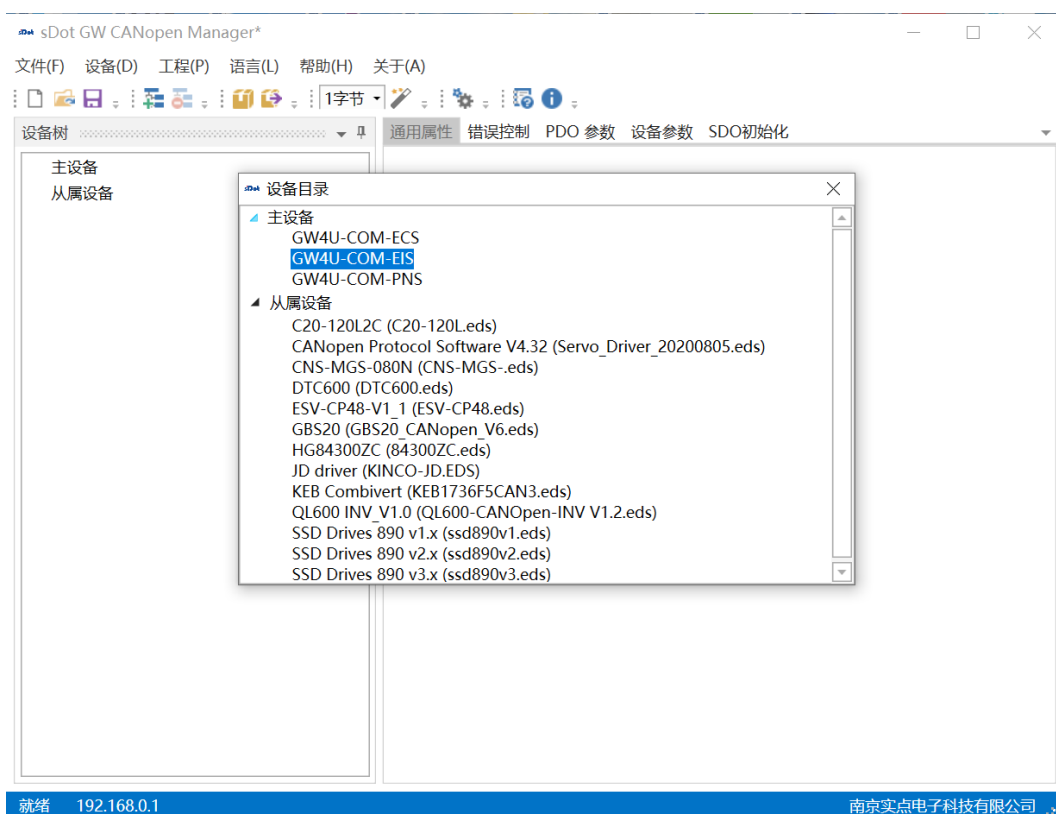 sDot sDot GW CANopen Manager*
文件(F) 设备(D) 工程(P) 语言(L) 帮助(H) 关于(A)
1字节
设备树
通用属性 错误控制 PDO 参数 设备参数 SDO初始化
主设备
从属设备
sDot 设备目录
主设备
GW4U-COM-ECS
GW4U-COM-EIS
GW4U-COM-PNS
从属设备
C20-120L2C (C20-120L.eds)
CANopen Protocol Software V4.32 (Servo_Driver_20200805.eds)
CNS-MGS-080N (CNS-MGS-.eds)
DTC600 (DTC600.eds)
ESV-CP48-V1_1 (ESV-CP48.eds)
GBS20 (GBS20_CANopen_V6.eds)
HG84300ZC (84300ZC.eds)
JD driver (KINCO-JD.EDS)
KEB Combivert (KEB1736F5CAN3.eds)
QL600 INV_V1.0 (QL600-CANOpen-INV V1.2.eds)
SSD Drives 890 v1.x (ssd890v1.eds)
SSD Drives 890 v2.x (ssd890v2.eds)
SSD Drives 890 v3.x (ssd890v3.eds)
就绪 192.168.0.1 南京实点电子科技有限公司